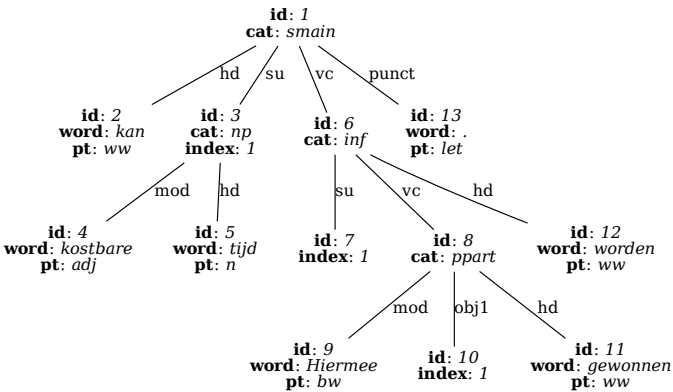 id: 1
cat: smain
hd su vc punct
id: 2
word: kan
pt: ww
id: 3
cat: np
index: 1
id: 6
cat: inf
id: 13
word: .
pt: let
mod hd su vc hd
id: 4
word: kostbare
pt: adj
id: 5
word: tijd
pt: n
id: 7
index: 1
id: 8
cat: ppart
id: 12
word: worden
pt: ww
mod obj1 hd
id: 9
word: Hiermee
pt: bw
id: 10
index: 1
id: 11
word: gewonnen
pt: ww